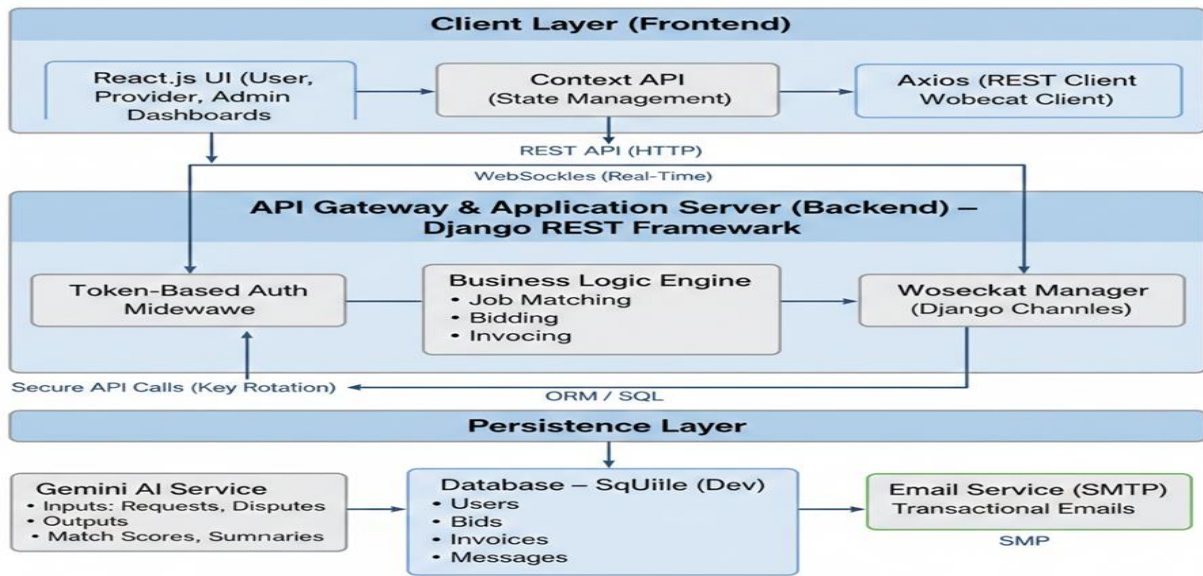 Client Layer (Frontend)
React.js UI (User,
Provider, Admin
Dashboards
Context API
(State Management)
Axios (REST Client
Wobecat Client)
REST API (HTTP)
WebSockles (Real-Time)
API Gateway & Application Server (Backend) –
Django REST Framewark
Token-Based Auth
Midewawe
Business Logic Engine
• Job Matching
• Bidding
• Invocing
Woseckat Manager
(Django Channles)
Secure API Calls (Key Rotation)
ORM / SQL
Persistence Layer
Gemini AI Service
• Inputs: Requests, Disputes
• Outputs
• Match Scores, Sumnaries
Database – SqUiïle (Dev)
• Users
• Bids
• Invoices
• Messages
Email Service (SMTP)
Transactional Emails
SMP